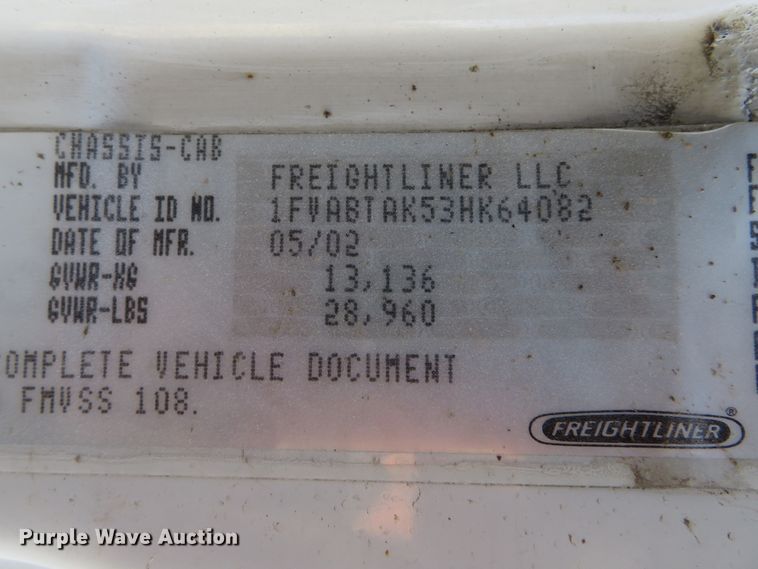 CHASSIS-CAB
MFD. BY FREIGHTLINER LLC.
VEHICLE ID NO. 1FVABTAK53HK64082
DATE OF MFR. 05/02
GVWR-KG 13,136
GVWR-LBS 28,960
OMPLETE VEHICLE DOCUMENT
FMVSS 108.
FREIGHTLINER®
Purple Wave Auction